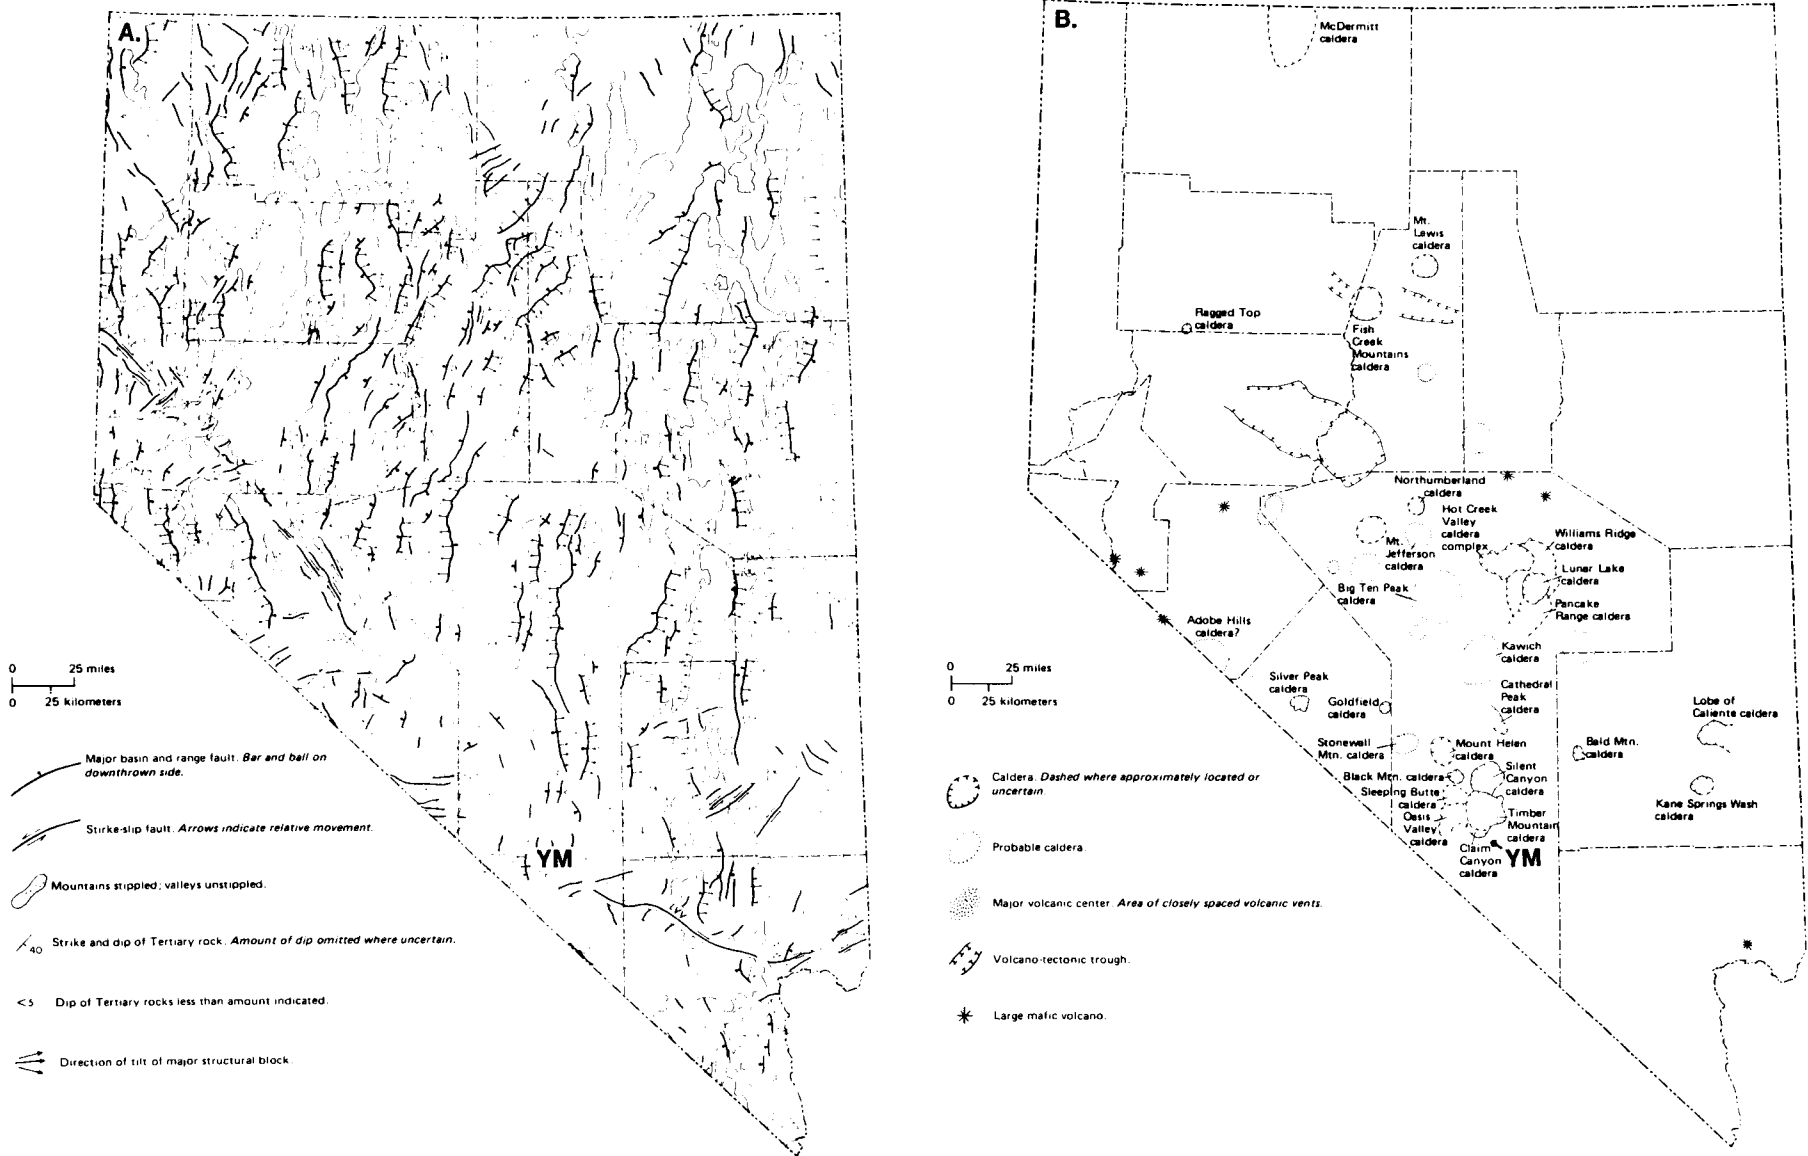 A.
YM
0 25 miles
0 25 kilometers
Major basin and range fault. Bar and ball on
downthrown side.
Stirke-slip fault. Arrows indicate relative movement.
Mountains stippled; valleys unstippled.
40 Strike and dip of Tertiary rock. Amount of dip omitted where uncertain.
<5 Dip of Tertiary rocks less than amount indicated.
Direction of tilt of major structural block.
B.
McDermitt
caldera
Mt.
Lewis
caldera
Ragged Top
caldera
Fish
Creek
Mountains
caldera
Northumberland
caldera
Hot Creek
Valley
caldera
complex
Williams Ridge
caldera
Mt.
Jefferson
caldera
Lunar Lake
caldera
Big Ten Peak
caldera
Pancake
Range caldera
Adobe Hills
caldera?
Kawich
caldera
Silver Peak
caldera
Cathedral
Peak
caldera
Goldfield
caldera
Lobe of
Caliente caldera
Stonewall
Mtn. caldera
Mount Helen
caldera
Bald Mtn.
caldera
Black Mtn. caldera
Silent
Canyon
caldera
Sleeping Butte
caldera
Kane Springs Wash
caldera
Oasis
Valley
caldera
Timber
Mountain
caldera
Claim
Canyon
caldera
YM
0 25 miles
0 25 kilometers
Caldera. Dashed where approximately located or
uncertain.
Probable caldera.
Major volcanic center. Area of closely spaced volcanic vents.
Volcano-tectonic trough.
Large mafic volcano.